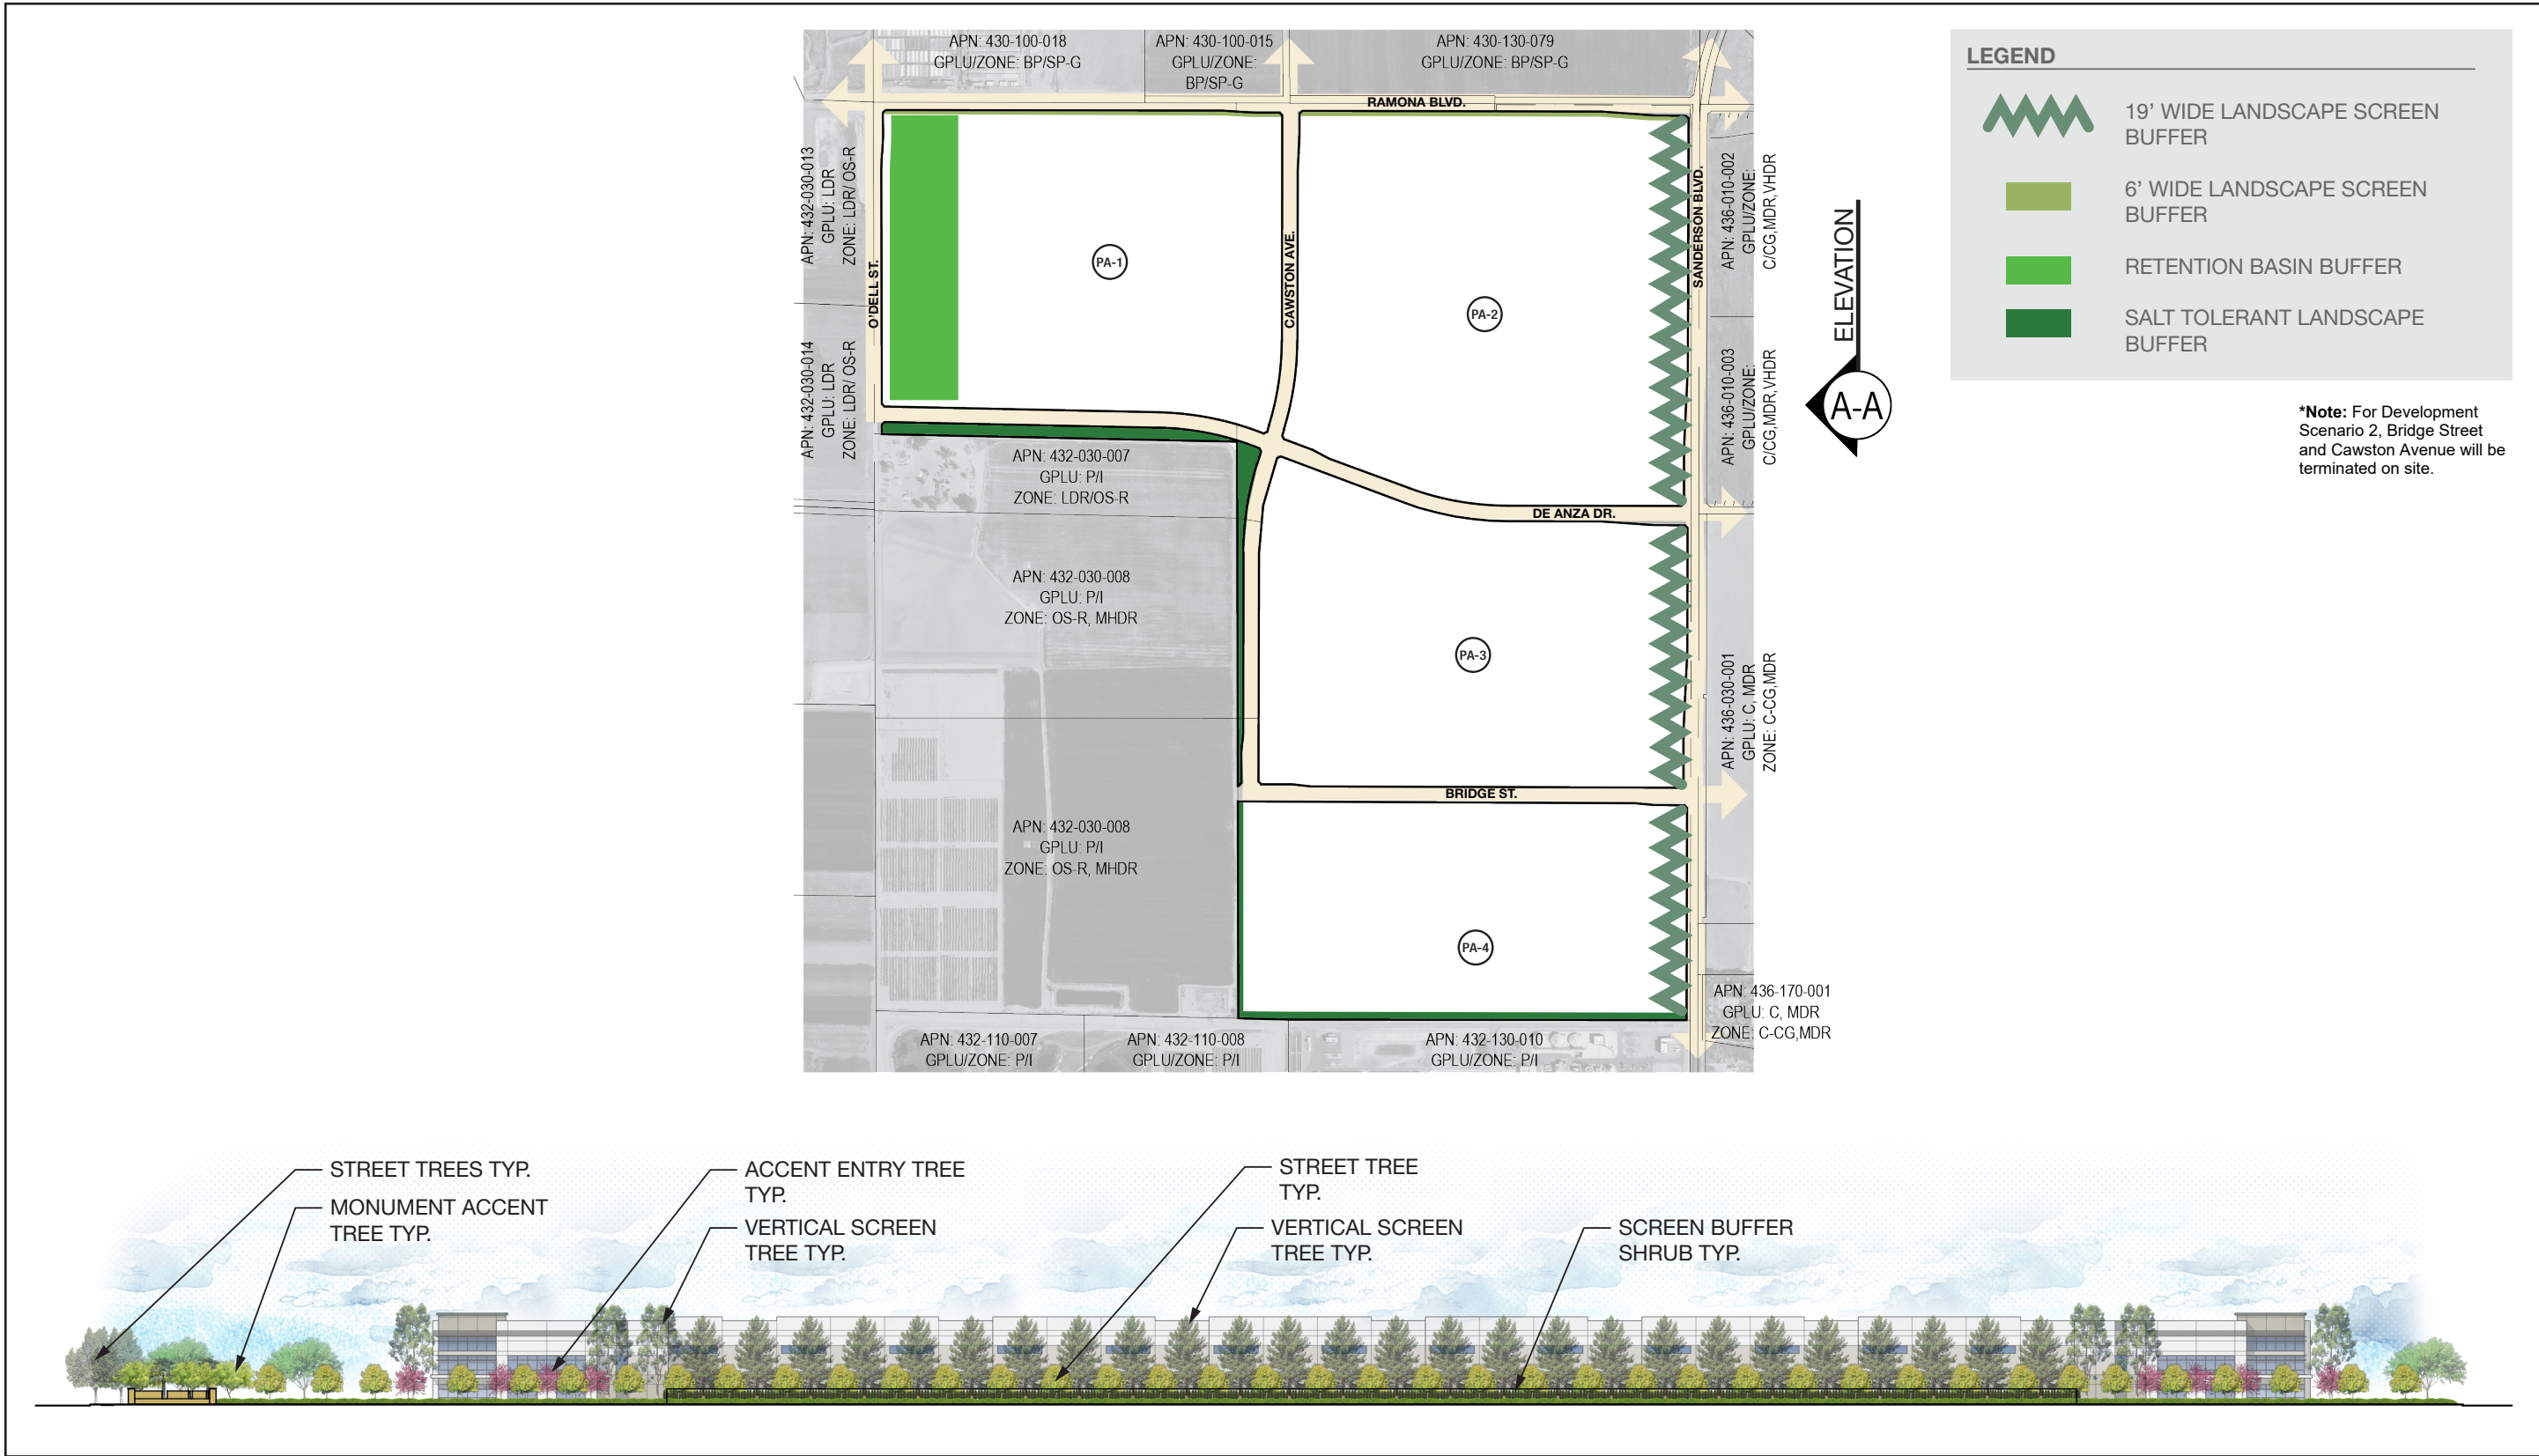 APN: 430-100-018
GPLU/ZONE: BP/SP-G
APN: 430-100-015
GPLU/ZONE:
BP/SP-G
APN: 430-130-079
GPLU/ZONE: BP/SP-G
RAMONA BLVD.
APN: 432-030-013
GPLU: LDR
ZONE: LDR/ OS-R
O'DELL ST.
PA-1
CAWSTON AVE.
PA-2
SANDERSON BLVD.
APN: 436-010-002
GPLU/ZONE:
C/CG,MDR,VHDR
APN: 432-030-014
GPLU: LDR
ZONE: LDR/ OS-R
APN: 436-010-003
GPLU/ZONE:
C/CG,MDR,VHDR
ELEVATION
A-A
APN: 432-030-007
GPLU: P/I
ZONE: LDR/OS-R
DE ANZA DR.
APN: 432-030-008
GPLU: P/I
ZONE: OS-R, MHDR
PA-3
APN: 436-030-001
GPLU: C, MDR
ZONE: C-CG,MDR
BRIDGE ST.
APN: 432-030-008
GPLU: P/I
ZONE: OS-R, MHDR
PA-4
APN: 436-170-001
GPLU: C, MDR
ZONE: C-CG,MDR
APN: 432-110-007
GPLU/ZONE: P/I
APN: 432-110-008
GPLU/ZONE: P/I
APN: 432-130-010
GPLU/ZONE: P/I
LEGEND
19' WIDE LANDSCAPE SCREEN
BUFFER
6' WIDE LANDSCAPE SCREEN
BUFFER
RETENTION BASIN BUFFER
SALT TOLERANT LANDSCAPE
BUFFER
*Note: For Development
Scenario 2, Bridge Street
and Cawston Avenue will be
terminated on site.
STREET TREES TYP.
MONUMENT ACCENT
TREE TYP.
ACCENT ENTRY TREE
TYP.
VERTICAL SCREEN
TREE TYP.
STREET TREE
TYP.
VERTICAL SCREEN
TREE TYP.
SCREEN BUFFER
SHRUB TYP.